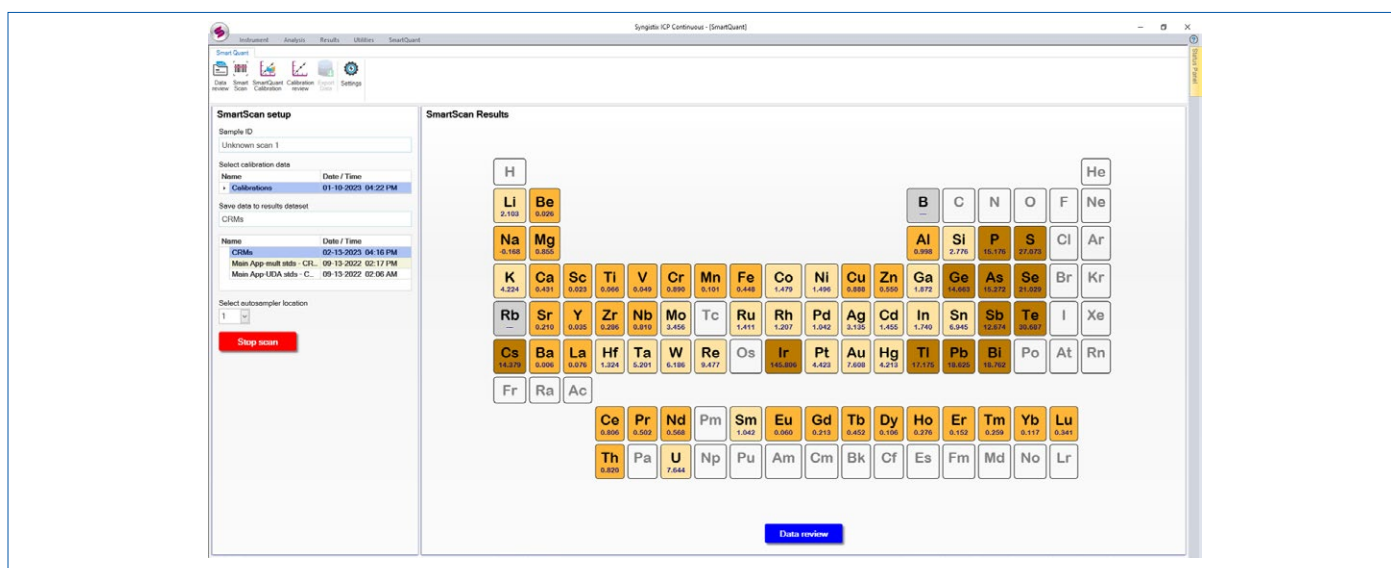 Syngistix ICP Continuous - [SmartQuant]
Instrument Analysis Results Utilities SmartQuant
Smart Quant
Data review
Smart Scan
SmartQuant Calibration
Calibration review
Export Data
Settings
Status Panel
SmartScan setup
Sample ID
Unknown scan 1
Select calibration data
Name Date / Time
Calibrations 01-10-2023 04:22 PM
Save data to results dataset
CRMs
Name Date / Time
CRMs 02-13-2023 04:16 PM
Main App-mult stds - CR.. 09-13-2022 02:17 PM
Main App-UDA stds - C... 09-13-2022 02:06 AM
Select autosampler location
1
Stop scan
SmartScan Results
H He
Li Be B C N O F Ne
2.103 0.026 —
Na Mg Al Si P S Cl Ar
-0.168 0.855 0.998 2.776 15.176 27.073
K Ca Sc Ti V Cr Mn Fe Co Ni Cu Zn Ga Ge As Se Br Kr
4.224 0.431 0.023 0.066 0.049 0.890 0.101 0.448 1.479 1.496 0.888 0.550 1.872 14.663 15.272 21.029
Rb Sr Y Zr Nb Mo Tc Ru Rh Pd Ag Cd In Sn Sb Te I Xe
— 0.210 0.035 0.286 0.810 3.456 1.411 1.207 1.042 3.135 1.455 1.740 6.945 12.674 20.687
Cs Ba La Hf Ta W Re Os Ir Pt Au Hg Tl Pb Bi Po At Rn
14.379 0.006 0.076 1.324 5.201 6.186 9.477 145.806 4.423 7.608 4.213 17.175 18.625 18.762
Fr Ra Ac
Ce Pr Nd Pm Sm Eu Gd Tb Dy Ho Er Tm Yb Lu
0.806 0.502 0.568 1.042 0.060 0.213 0.452 0.106 0.276 0.152 0.259 0.117 0.341
Th Pa U Np Pu Am Cm Bk Cf Es Fm Md No Lr
0.820 7.644
Data review